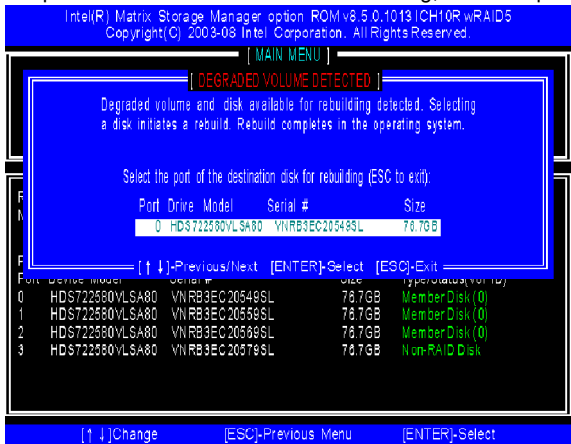 Intel(R) Matrix Storage Manager option ROM v8.5.0.1013 ICH10R wRAID5
Copyright(C) 2003-08 Intel Corporation. All Rights Reserved.
[ MAIN MENU ]
[ DEGRADED VOLUME DETECTED ]
Degraded volume and disk available for rebuilding detected. Selecting
a disk initiates a rebuild. Rebuild completes in the operating system.
Select the port of the destination disk for rebuilding (ESC to exit):
Port Drive Model Serial # Size
0 HDS722580VLSA80 VNRB3EC20549SL 76.7GB
[↑↓]-Previous/Next [ENTER]-Select [ESC]-Exit
Port Device Model Serial # Size Type/Status(Vol ID)
0 HDS722580VLSA80 VNRB3EC20549SL 76.7GB Member Disk (0)
1 HDS722580VLSA80 VNRB3EC20559SL 76.7GB Member Disk (0)
2 HDS722580VLSA80 VNRB3EC20569SL 76.7GB Member Disk (0)
3 HDS722580VLSA80 VNRB3EC20579SL 76.7GB Non-RAID Disk
[↑↓]Change [ESC]-Previous Menu [ENTER]-Select